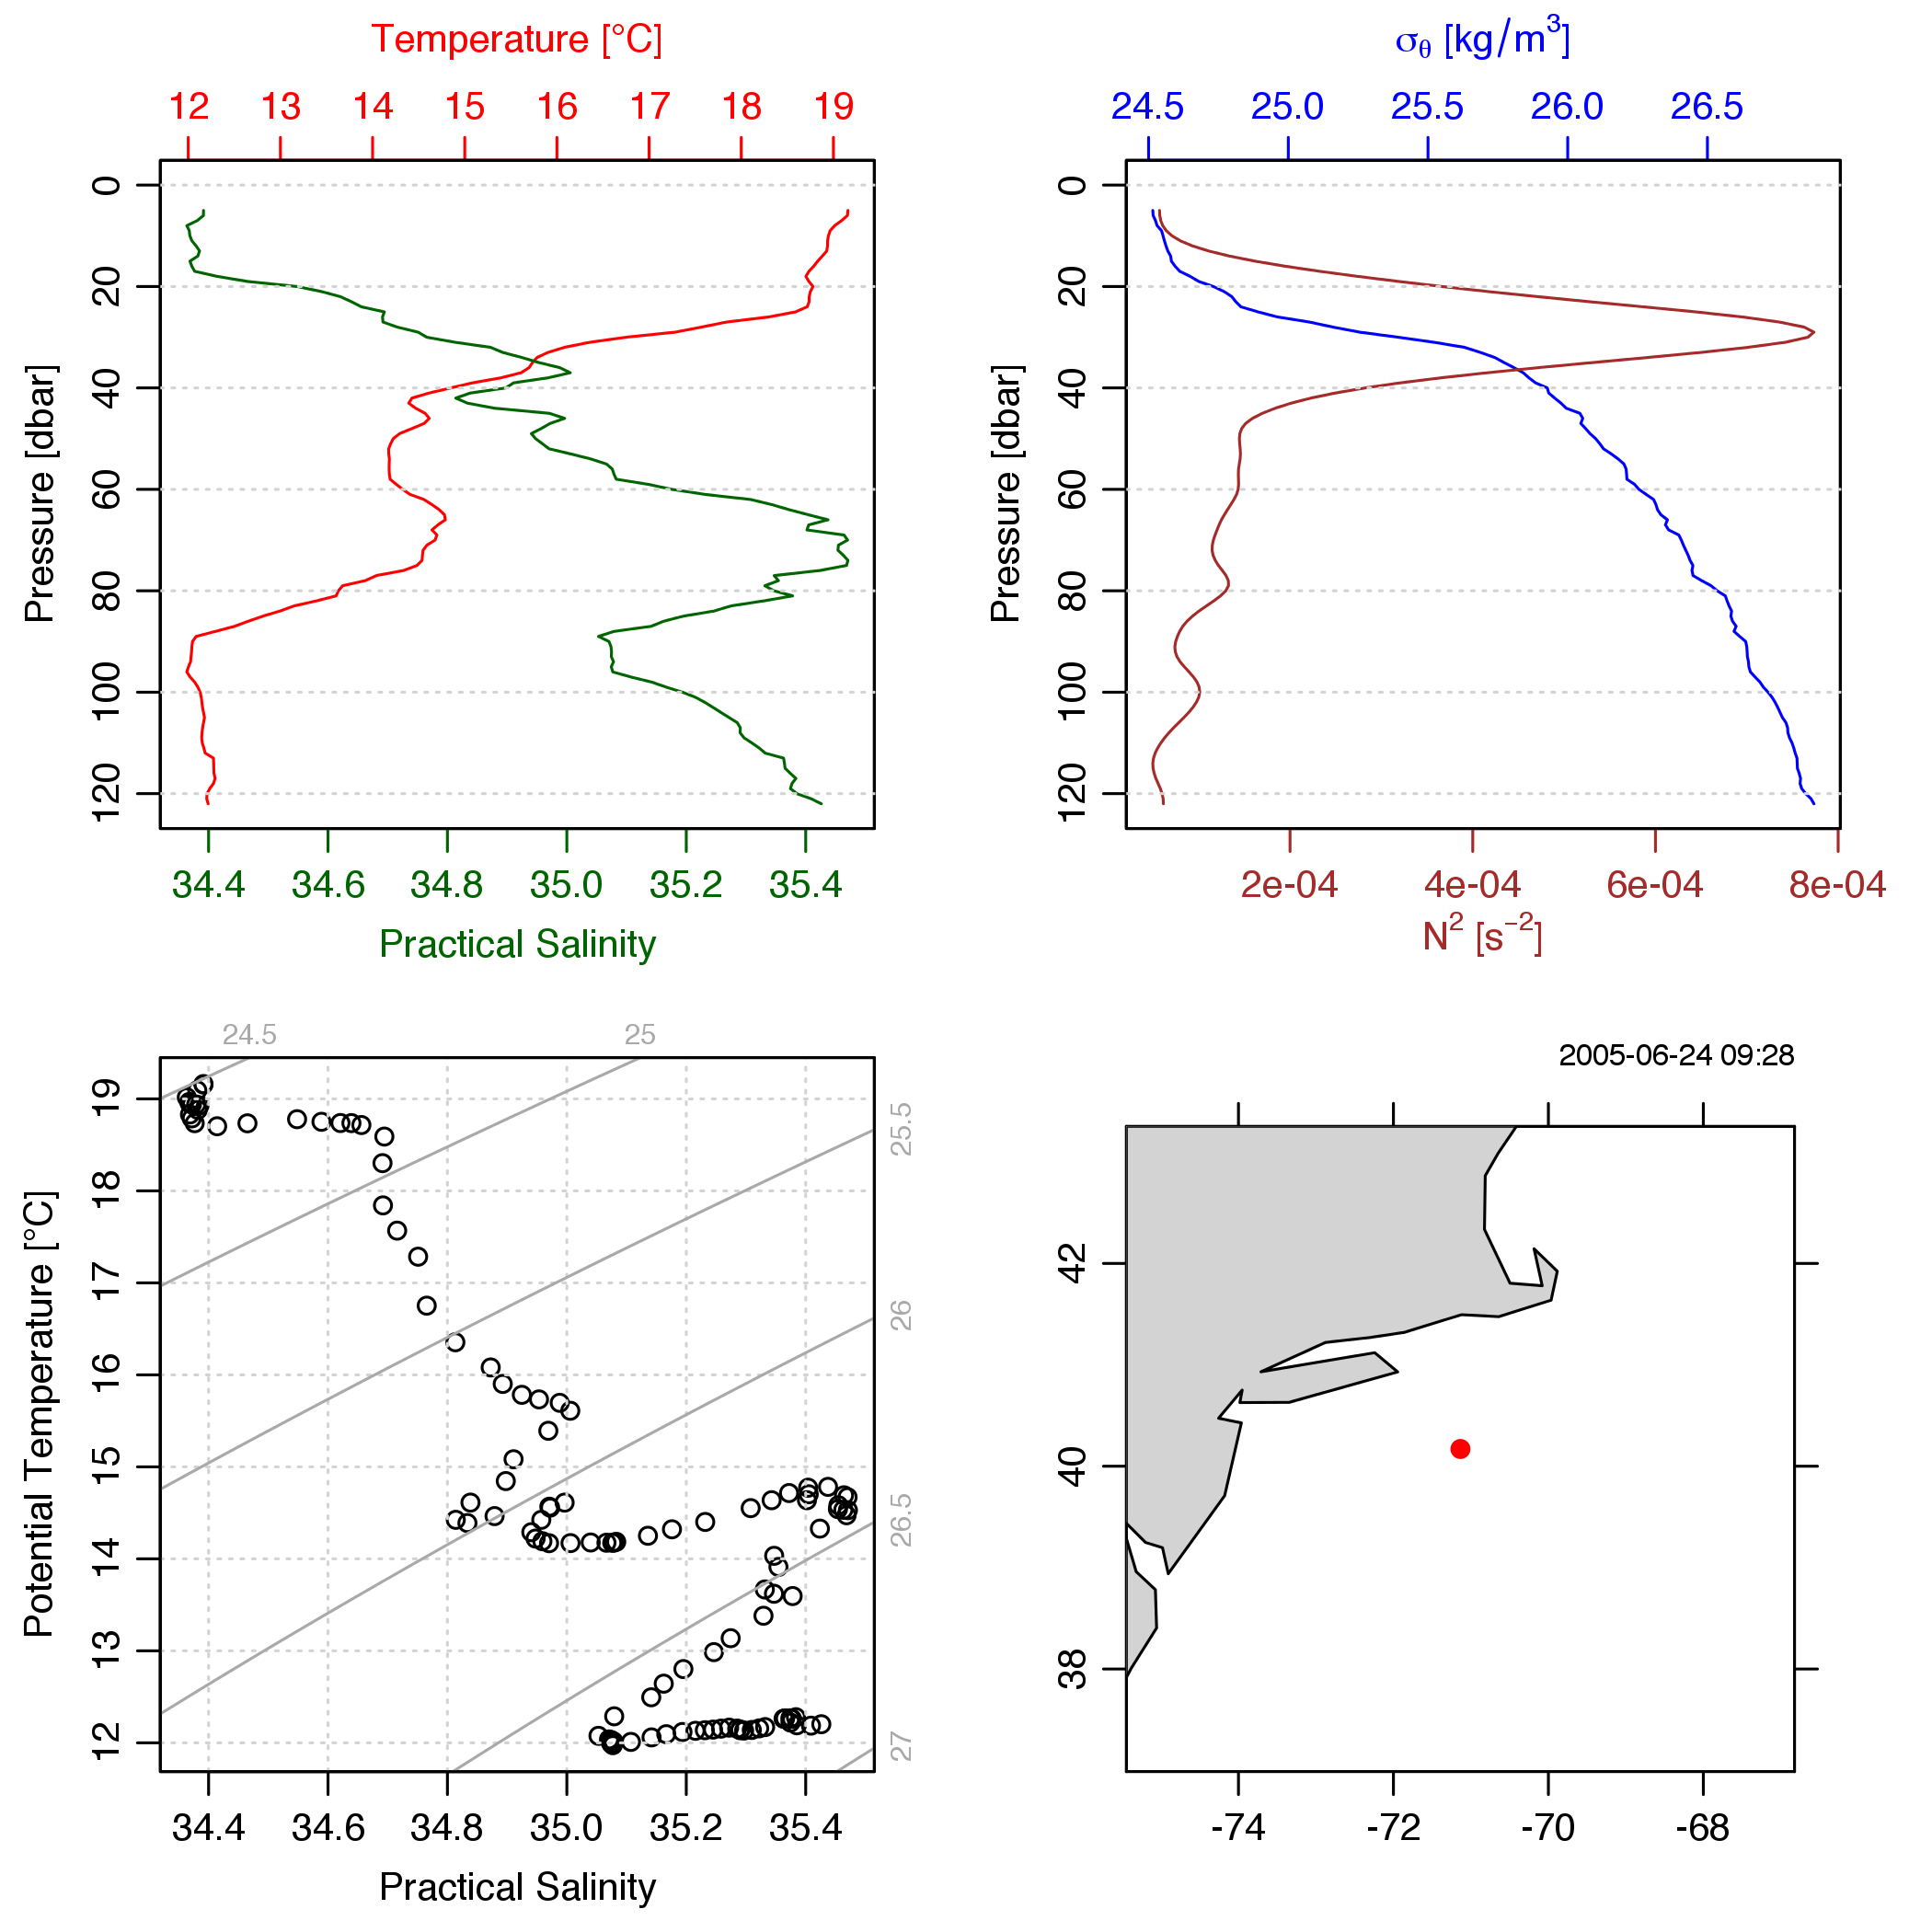 Temperature [°C]
12 13 14 15 16 17 18 19
Pressure [dbar]
0 20 40 60 80 100 120
34.4 34.6 34.8 35.0 35.2 35.4
Practical Salinity
σθ [kg/m³]
24.5 25.0 25.5 26.0 26.5
Pressure [dbar]
0 20 40 60 80 100 120
2e-04 4e-04 6e-04 8e-04
N² [s⁻²]
24.5 25
25.5
26
26.5
27
Potential Temperature [°C]
19 18 17 16 15 14 13 12
34.4 34.6 34.8 35.0 35.2 35.4
Practical Salinity
2005-06-24 09:28
42 40 38
-74 -72 -70 -68